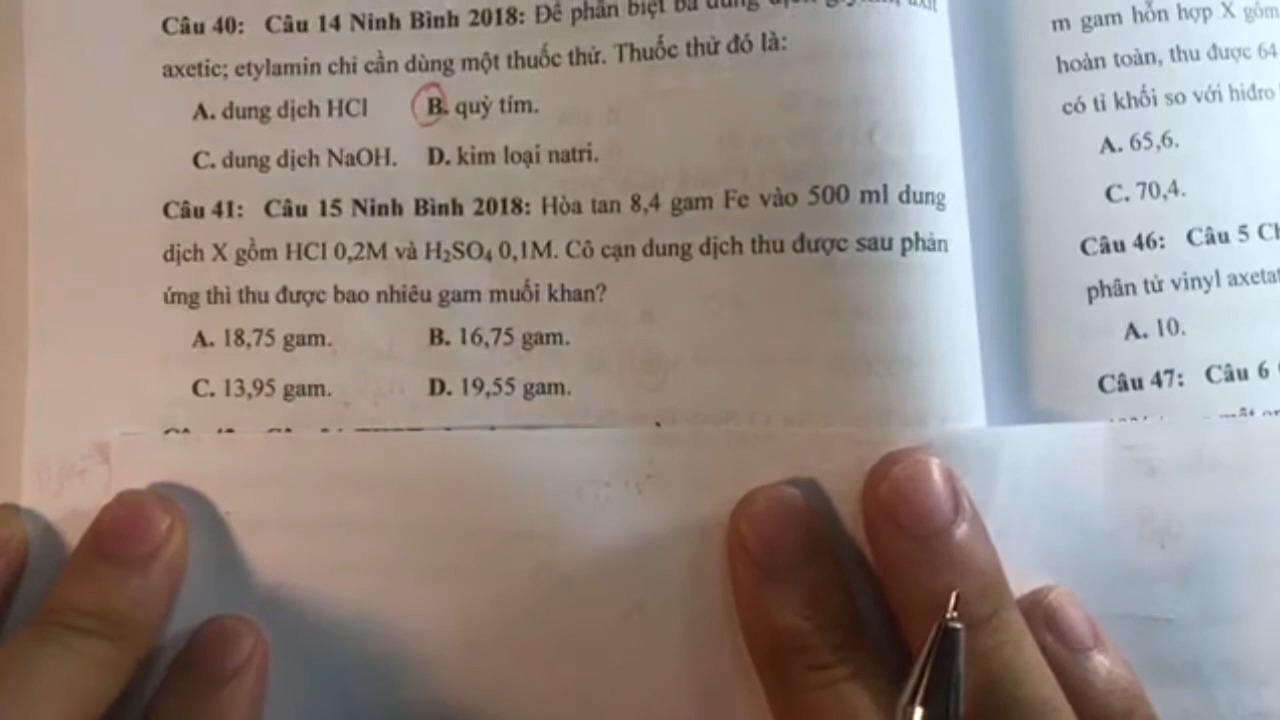 Câu 40: Câu 14 Ninh Bình 2018: Để phân biệt ba dung
axetic; etylamin chỉ cần dùng một thuốc thử. Thuốc thử đó là:
A. dung dịch HCl B. quỳ tím.
C. dung dịch NaOH. D. kim loại natri.
Câu 41: Câu 15 Ninh Bình 2018: Hòa tan 8,4 gam Fe vào 500 ml dung
dịch X gồm HCl 0,2M và H₂SO₄ 0,1M. Cô cạn dung dịch thu được sau phản
ứng thì thu được bao nhiêu gam muối khan?
A. 18,75 gam. B. 16,75 gam.
C. 13,95 gam. D. 19,55 gam.
m gam hỗn hợp X gồm
hoàn toàn, thu được 64
có tỉ khối so với hiđro
A. 65,6.
C. 70,4.
Câu 46: Câu 5
phân tử vinyl
A. 10.
Câu 47: Câu 6